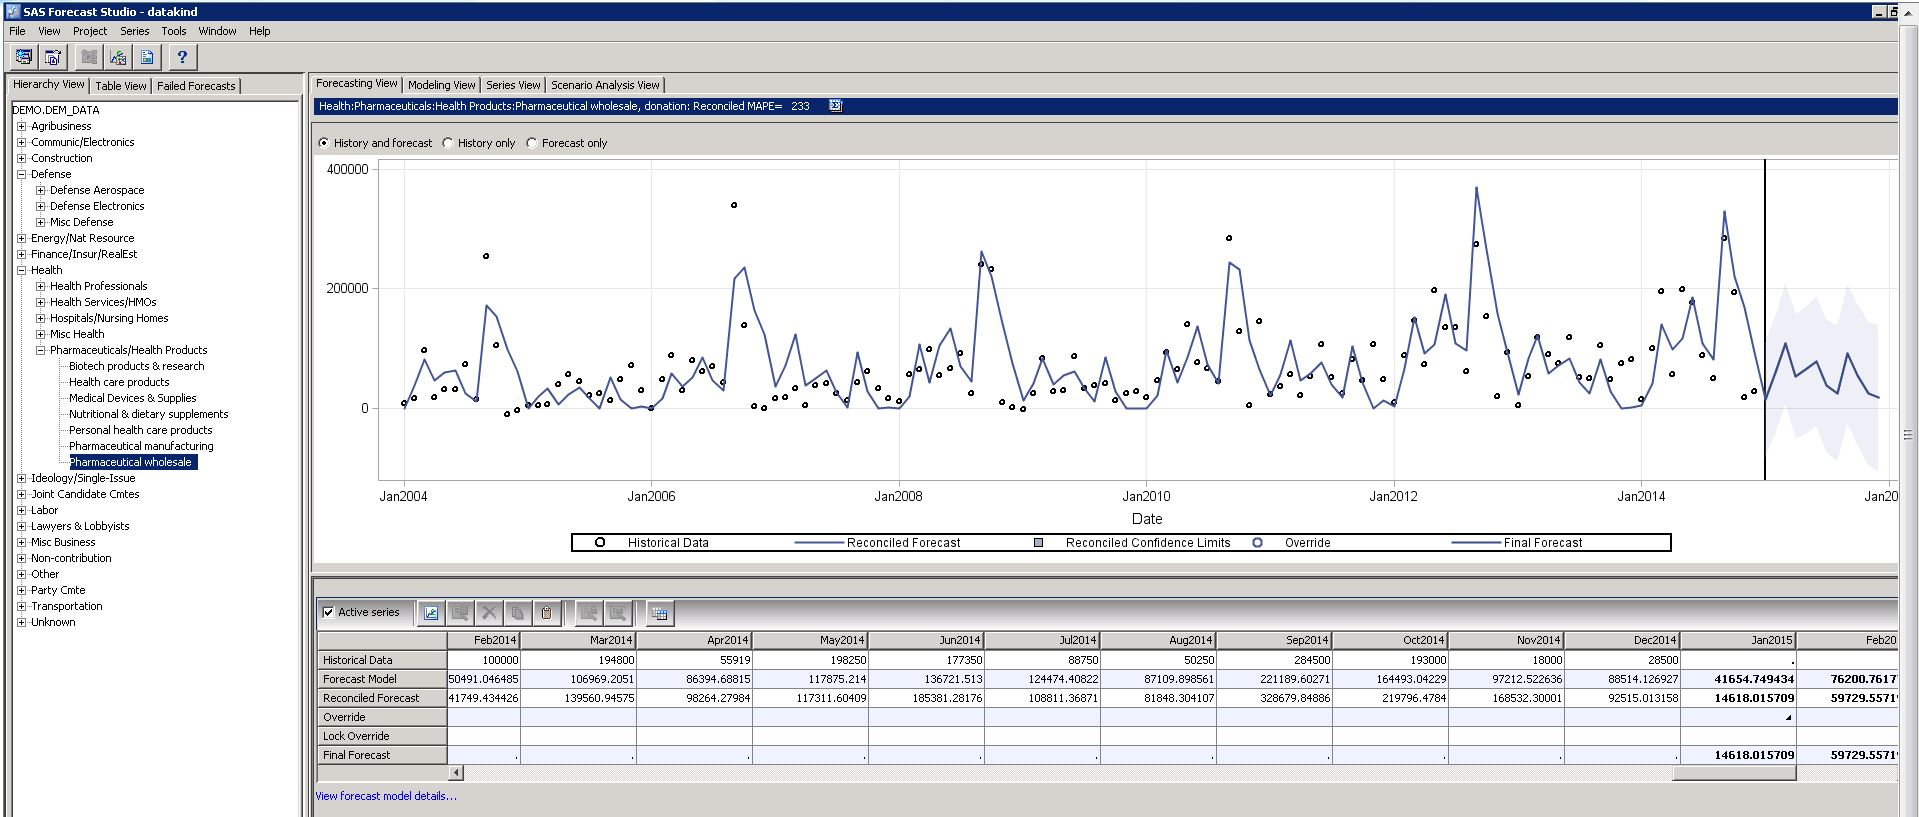 SAS Forecast Studio - datakind
File View Project Series Tools Window Help
Hierarchy View Table View Failed Forecasts
DEMO.DEM_DATA
Agribusiness
Communic/Electronics
Construction
Defense
Defense Aerospace
Defense Electronics
Misc Defense
Energy/Nat Resource
Finance/Insur/RealEst
Health
Health Professionals
Health Services/HMOs
Hospitals/Nursing Homes
Misc Health
Pharmaceuticals/Health Products
Biotech products & research
Health care products
Medical Devices & Supplies
Nutritional & dietary supplements
Personal health care products
Pharmaceutical manufacturing
Pharmaceutical wholesale
Ideology/Single-Issue
Joint Candidate Cmtes
Labor
Lawyers & Lobbyists
Misc Business
Non-contribution
Other
Party Cmte
Transportation
Unknown
Forecasting View Modeling View Series View Scenario Analysis View
Health:Pharmaceuticals:Health Products:Pharmaceutical wholesale, donation: Reconciled MAPE= 233
History and forecast History only Forecast only
400000
200000
0
Jan2004 Jan2006 Jan2008 Jan2010 Jan2012 Jan2014 Jan20
Date
Historical Data Reconciled Forecast Reconciled Confidence Limits Override Final Forecast
Active series
Feb2014 Mar2014 Apr2014 May2014 Jun2014 Jul2014 Aug2014 Sep2014 Oct2014 Nov2014 Dec2014 Jan2015 Feb20
Historical Data 100000 194800 55919 198250 177350 88750 50250 284500 193000 18000 28500 .
Forecast Model 50491.046485 106969.2051 86394.68815 117875.214 136721.513 124474.40822 87109.898561 221189.60271 164493.04229 97212.522636 88514.126927 41654.749434 76200.7617
Reconciled Forecast 41749.434426 139560.94575 98264.27984 117311.60409 185381.28176 108811.36871 81848.304107 328679.84886 219796.4784 168532.30001 92515.013158 14618.015709 59729.5571
Override
Lock Override
Final Forecast . . . . . . . . . . . 14618.015709 59729.5571
View forecast model details...